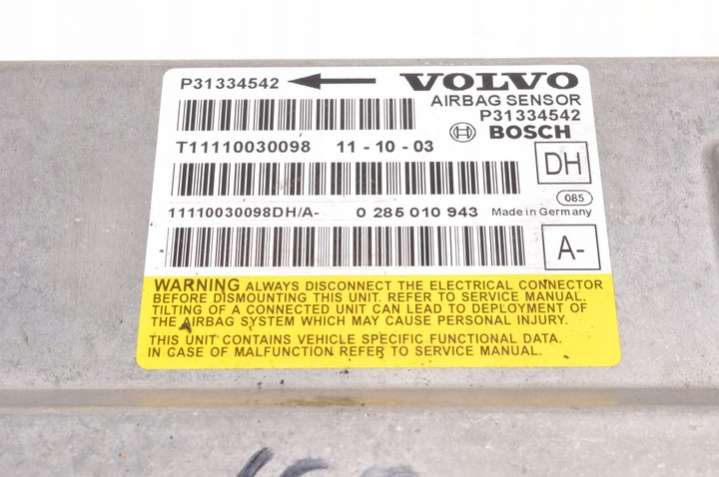 P31334542
VOLVO
AIRBAG SENSOR
P31334542
BOSCH
T11110030098 11 - 10 - 03
DH
085
11110030098DH/A- 0 285 010 943 Made in Germany
A-
WARNING ALWAYS DISCONNECT THE ELECTRICAL CONNECTOR
BEFORE DISMOUNTING THIS UNIT. REFER TO SERVICE MANUAL.
TILTING OF A CONNECTED UNIT CAN LEAD TO DEPLOYMENT OF
THE AIRBAG SYSTEM WHICH MAY CAUSE PERSONAL INJURY.
THIS UNIT CONTAINS VEHICLE SPECIFIC FUNCTIONAL DATA.
IN CASE OF MALFUNCTION REFER TO SERVICE MANUAL.